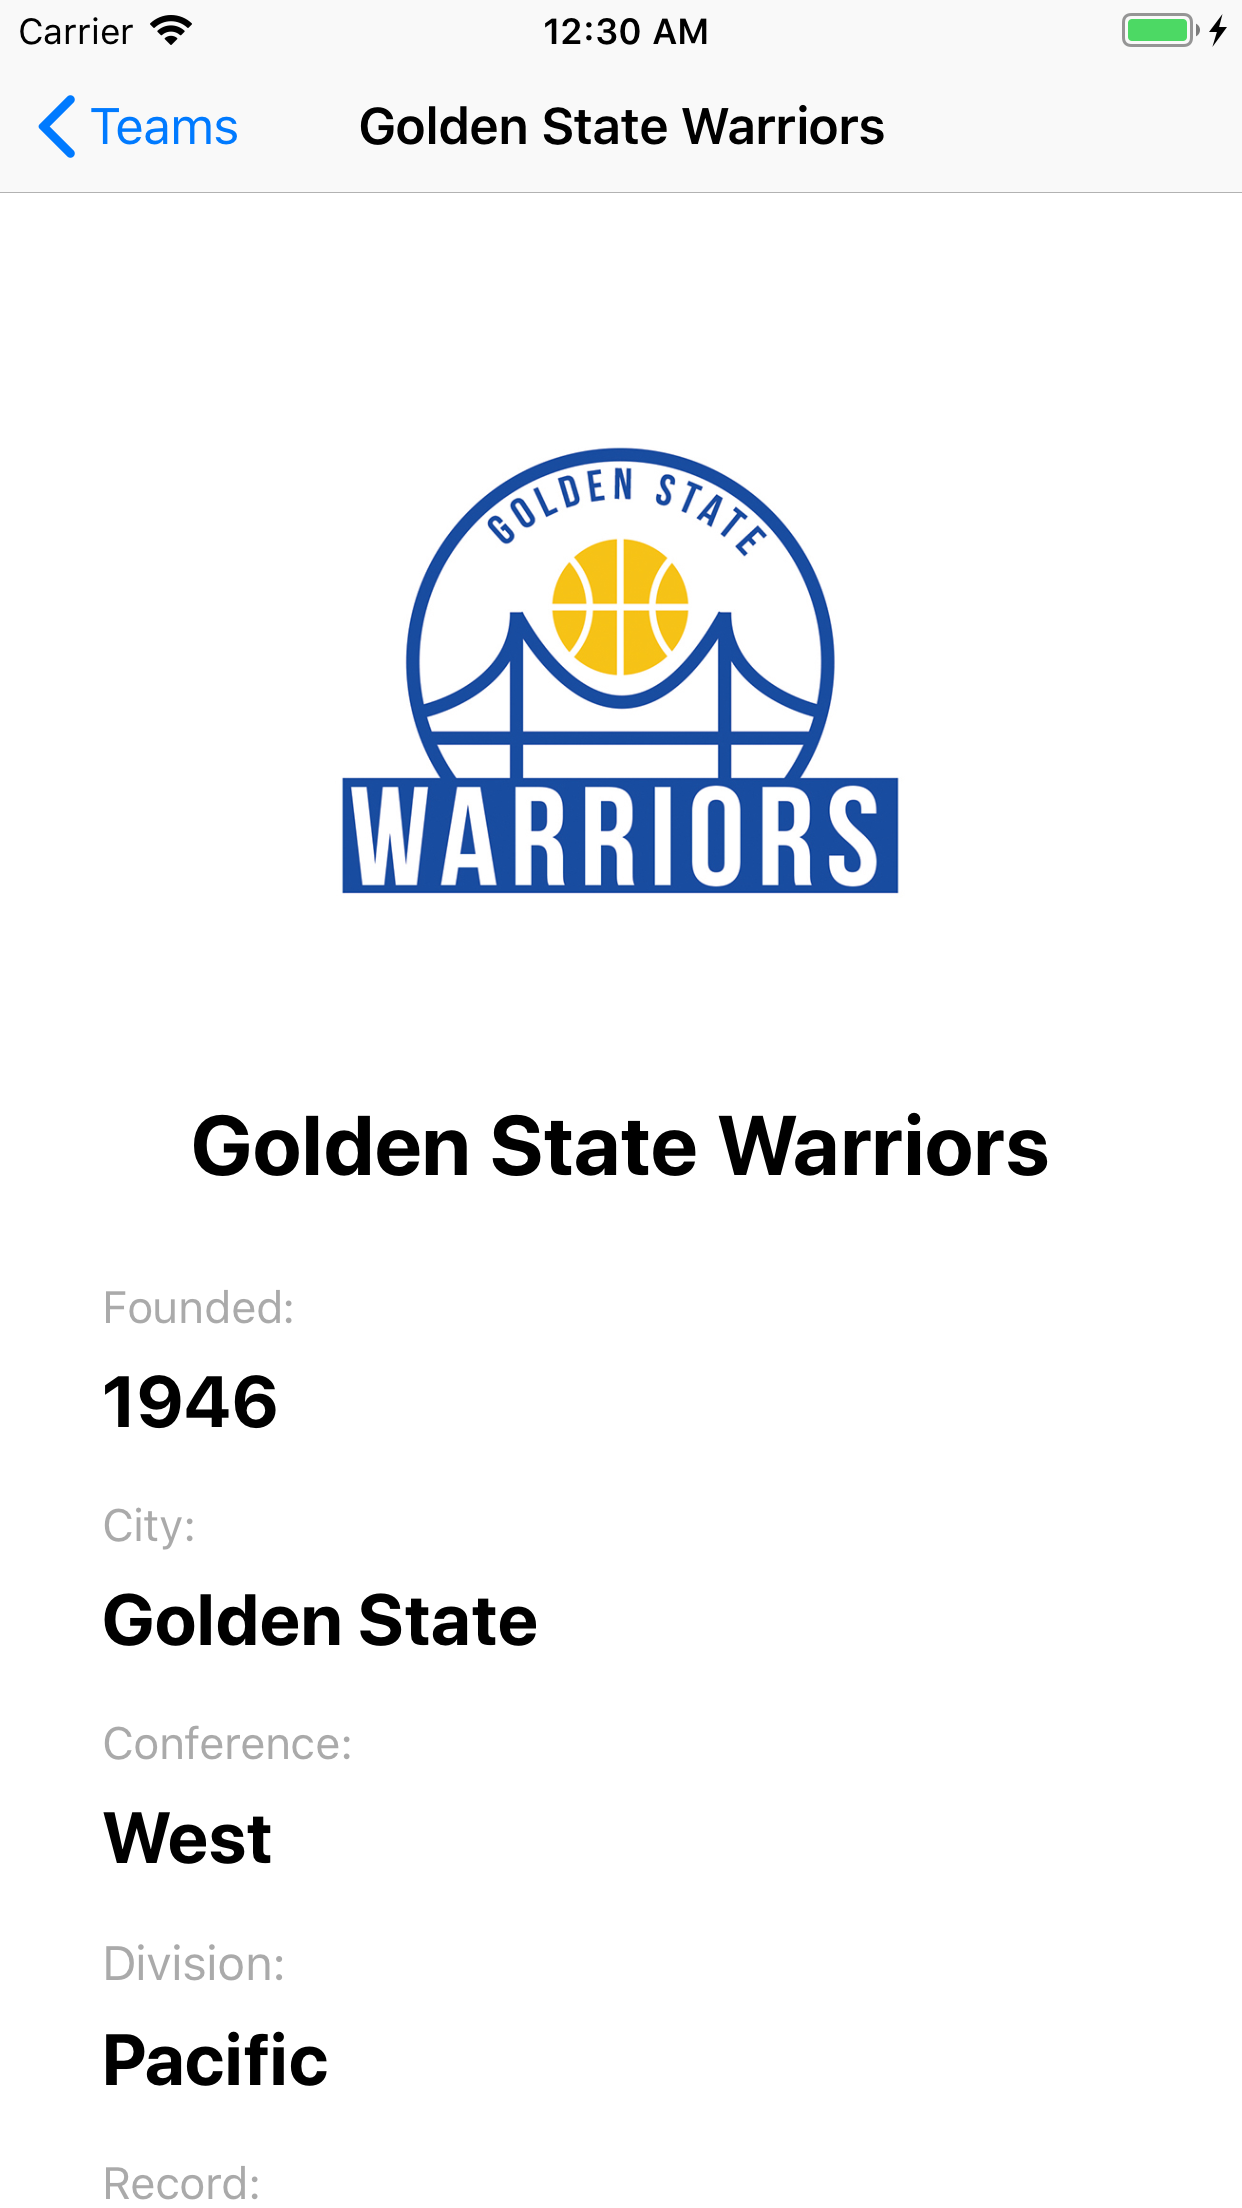 Carrier 12:30 AM
Teams Golden State Warriors
GOLDEN STATE
WARRIORS
Golden State Warriors
Founded:
1946
City:
Golden State
Conference:
West
Division:
Pacific
Record: